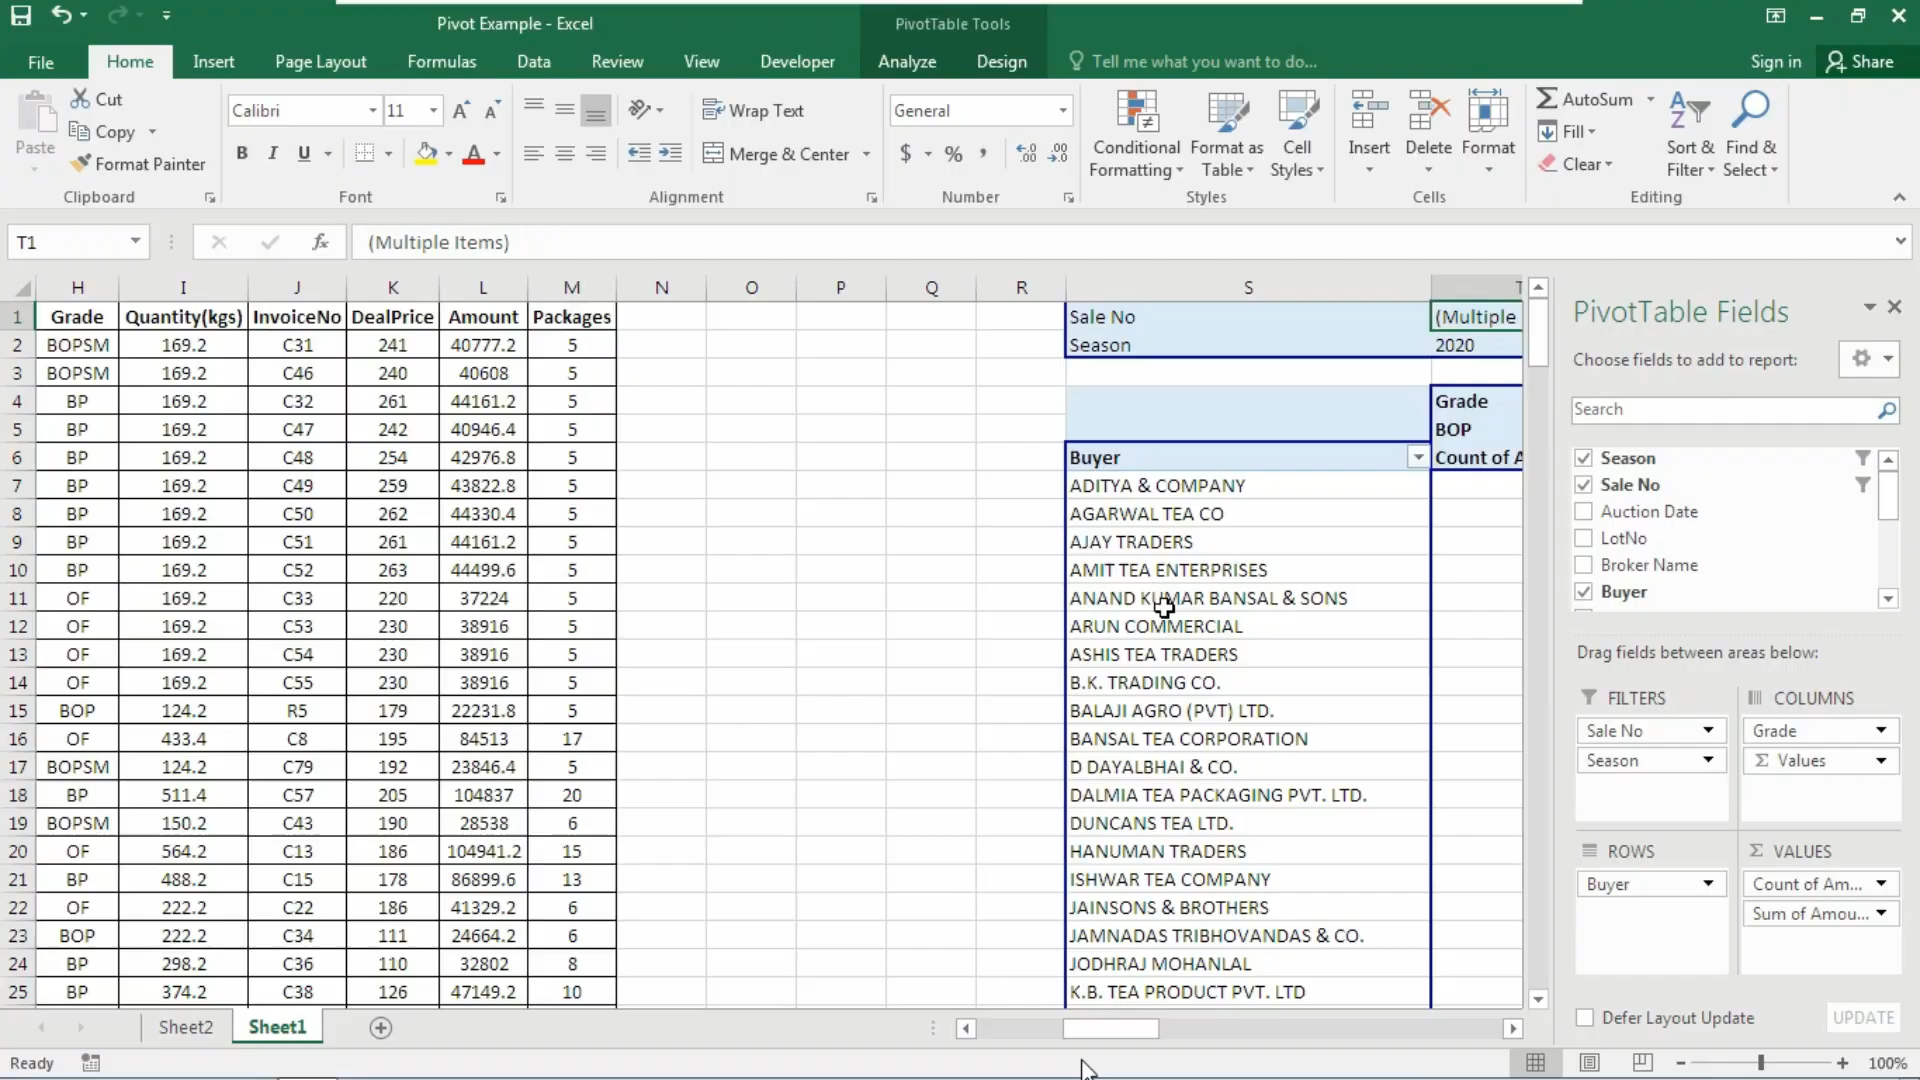 Pivot Example - Excel
PivotTable Tools
File Home Insert Page Layout Formulas Data Review View Developer Analyze Design Tell me what you want to do... Sign in Share
Paste
Cut
Copy
Format Painter
Clipboard
Calibri 11
B I U
Font
Wrap Text
Merge & Center
Alignment
General
$ % ,
Number
Conditional Formatting
Format as Table
Cell Styles
Styles
Insert Delete Format
Cells
AutoSum
Fill
Clear
Sort & Filter
Find & Select
Editing
T1 fx (Multiple Items)
H I J K L M N O P Q R S T
1 Grade Quantity(kgs) InvoiceNo DealPrice Amount Packages Sale No (Multiple
2 BOPSM 169.2 C31 241 40777.2 5 Season 2020
3 BOPSM 169.2 C46 240 40608 5
4 BP 169.2 C32 261 44161.2 5 Grade
5 BP 169.2 C47 242 40946.4 5 BOP
6 BP 169.2 C48 254 42976.8 5 Buyer Count of A
7 BP 169.2 C49 259 43822.8 5 ADITYA & COMPANY
8 BP 169.2 C50 262 44330.4 5 AGARWAL TEA CO
9 BP 169.2 C51 261 44161.2 5 AJAY TRADERS
10 BP 169.2 C52 263 44499.6 5 AMIT TEA ENTERPRISES
11 OF 169.2 C33 220 37224 5 ANAND KUMAR BANSAL & SONS
12 OF 169.2 C53 230 38916 5 ARUN COMMERCIAL
13 OF 169.2 C54 230 38916 5 ASHIS TEA TRADERS
14 OF 169.2 C55 230 38916 5 B.K. TRADING CO.
15 BOP 124.2 R5 179 22231.8 5 BALAJI AGRO (PVT) LTD.
16 OF 433.4 C8 195 84513 17 BANSAL TEA CORPORATION
17 BOPSM 124.2 C79 192 23846.4 5 D DAYALBHAI & CO.
18 BP 511.4 C57 205 104837 20 DALMIA TEA PACKAGING PVT. LTD.
19 BOPSM 150.2 C43 190 28538 6 DUNCANS TEA LTD.
20 OF 564.2 C13 186 104941.2 15 HANUMAN TRADERS
21 BP 488.2 C15 178 86899.6 13 ISHWAR TEA COMPANY
22 OF 222.2 C22 186 41329.2 6 JAINSONS & BROTHERS
23 BOP 222.2 C34 111 24664.2 6 JAMNADAS TRIBHOVANDAS & CO.
24 BP 298.2 C36 110 32802 8 JODHRAJ MOHANLAL
25 BP 374.2 C38 126 47149.2 10 K.B. TEA PRODUCT PVT. LTD
PivotTable Fields
Choose fields to add to report:
Search
Season
Sale No
Auction Date
LotNo
Broker Name
Buyer
Drag fields between areas below:
FILTERS
Sale No
Season
COLUMNS
Grade
Σ Values
ROWS
Buyer
Σ VALUES
Count of Am...
Sum of Amou...
Defer Layout Update UPDATE
Sheet2 Sheet1
Ready 100%